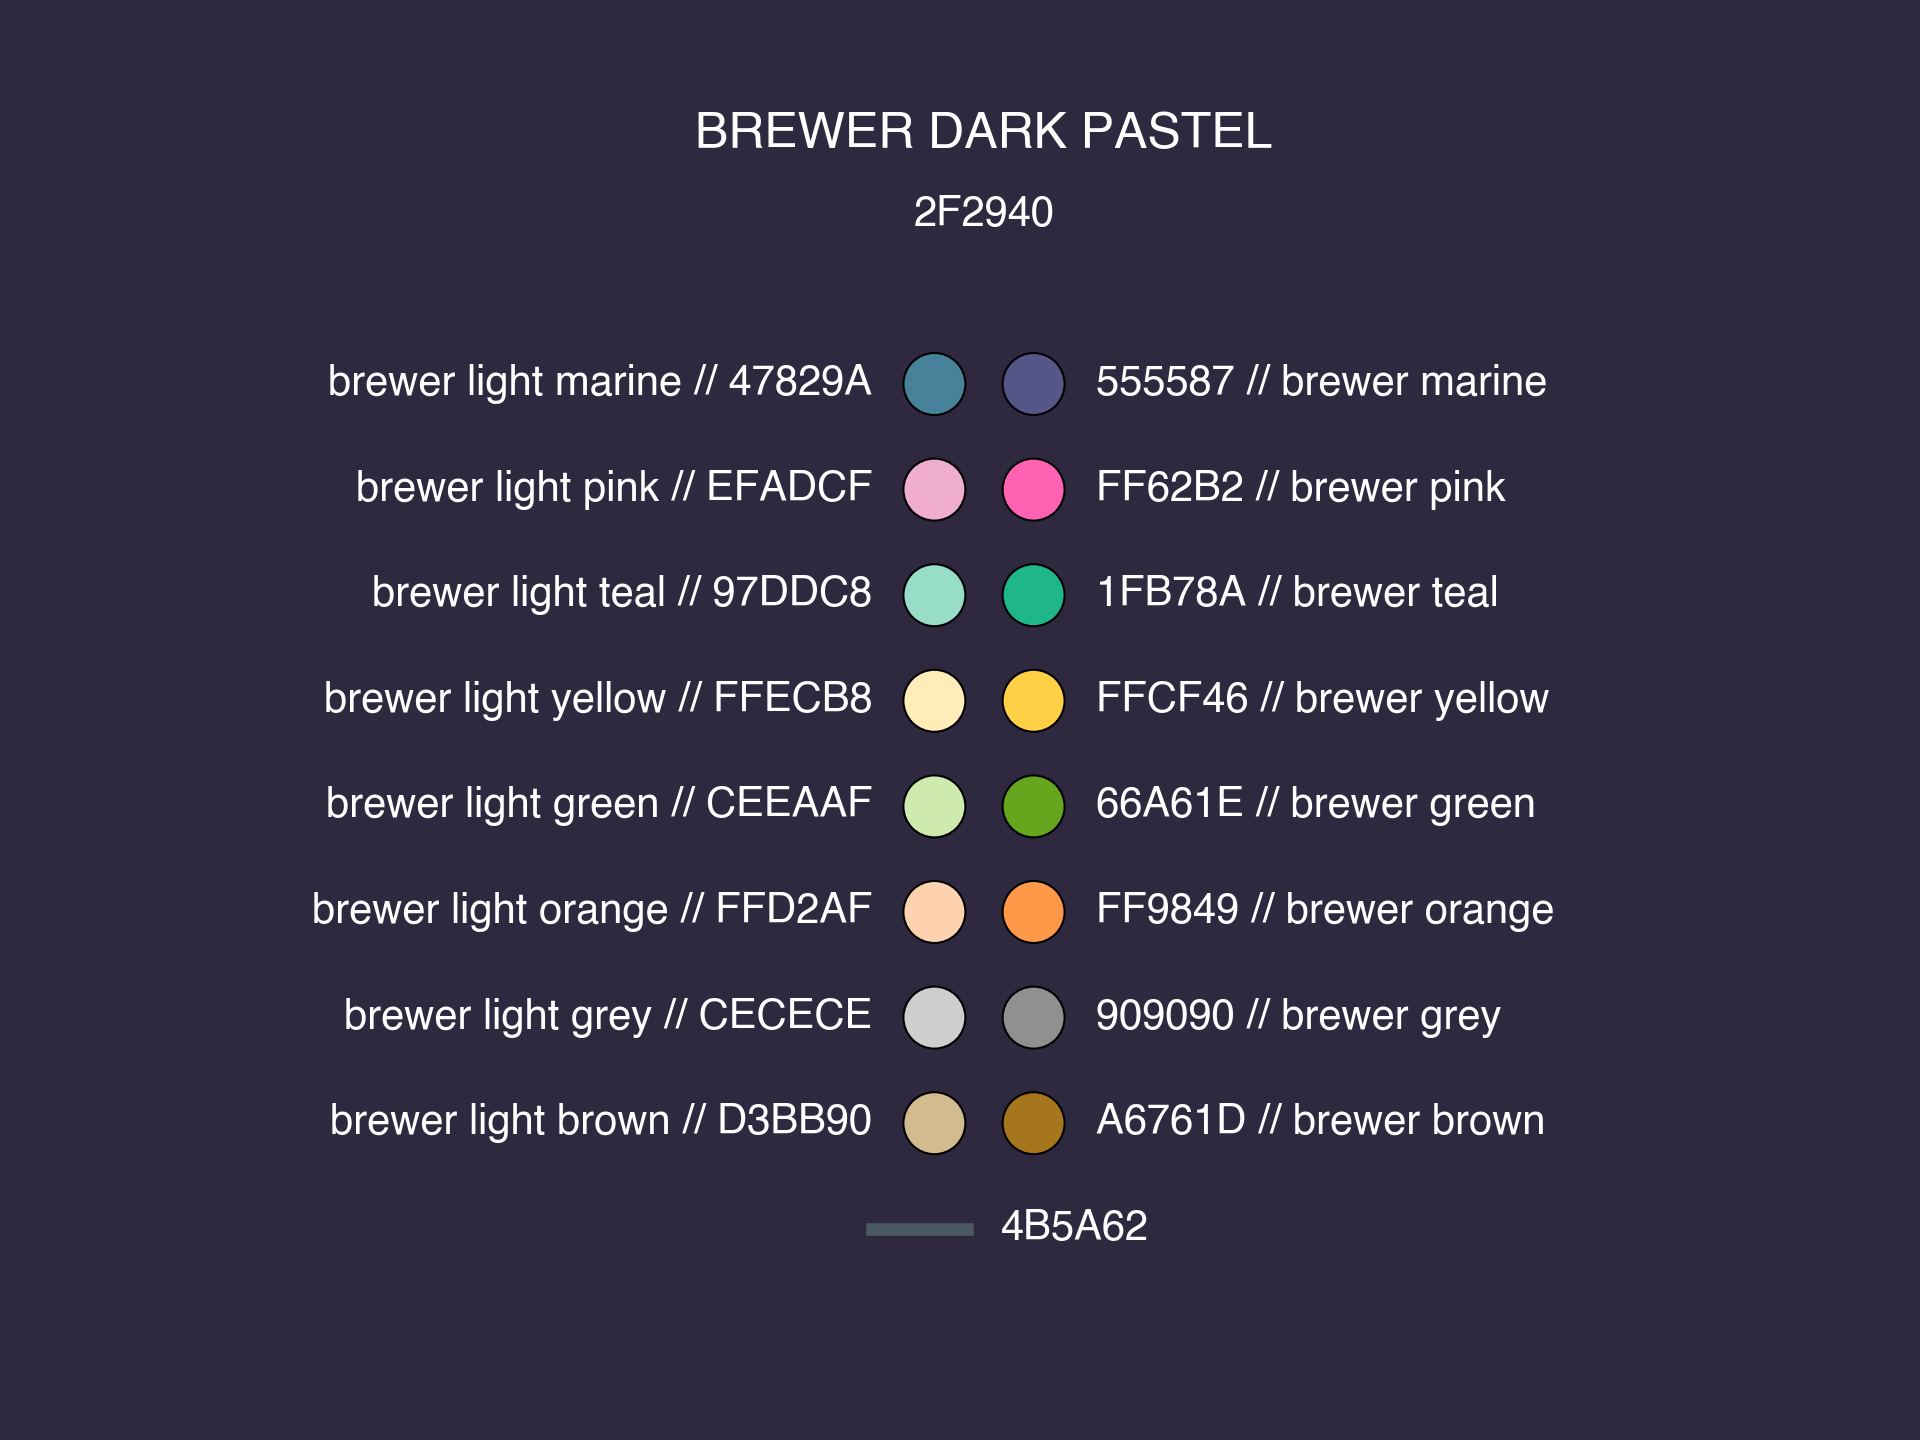 BREWER DARK PASTEL
2F2940
brewer light marine // 47829A 555587 // brewer marine
brewer light pink // EFADCF FF62B2 // brewer pink
brewer light teal // 97DDC8 1FB78A // brewer teal
brewer light yellow // FFECB8 FFCF46 // brewer yellow
brewer light green // CEEAAF 66A61E // brewer green
brewer light orange // FFD2AF FF9849 // brewer orange
brewer light grey // CECECE 909090 // brewer grey
brewer light brown // D3BB90 A6761D // brewer brown
4B5A62